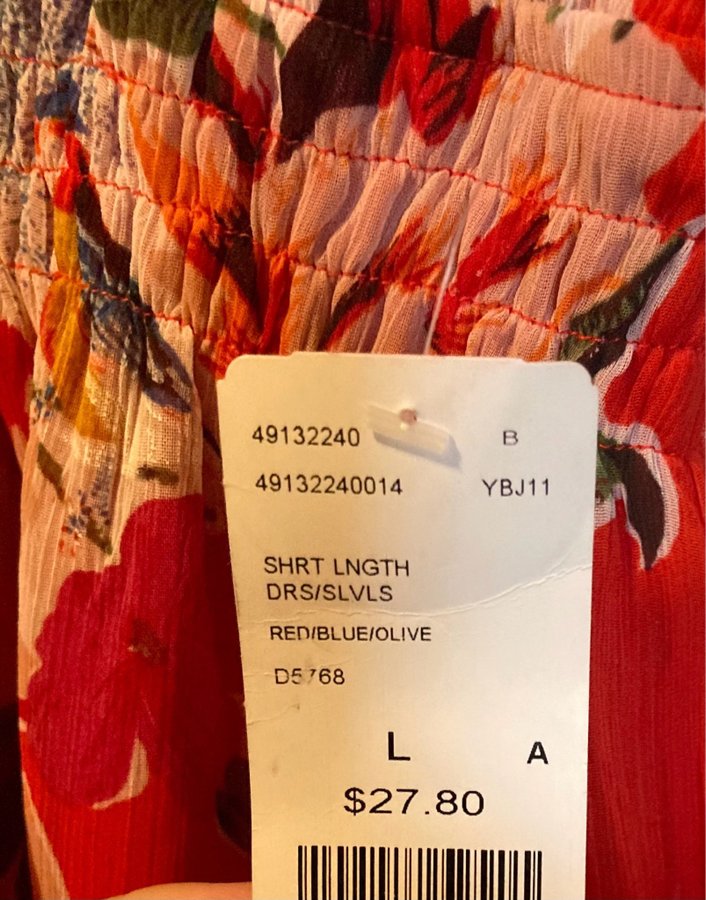 49132240 B
49132240014 YBJ11
SHRT LNGTH
DRS/SLVLS
RED/BLUE/OLIVE
D5768
L A
$27.80